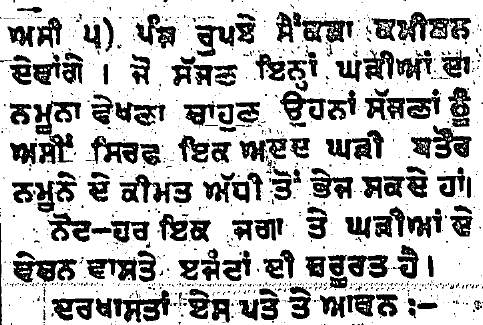 ਅਸੀ ੫) ਪੰਜ ਰੁਪਏ ਸੈਂਕੜਾ ਕਮੀਸ਼ਨ
ਦੇਵਾਂਗੇ । ਜੋ ਸੱਜਣ ਇਨ੍ਹਾਂ ਘੜੀਆਂ ਦਾ
ਨਮੂਨਾ ਵੇਖਣਾ ਚਾਹੁਣ ਉਹਨਾਂ ਸੱਜਣਾਂ ਨੂੰ
ਅਸੀਂ ਸਿਰਫ ਇਕ ਅਦਦ ਘੜੀ ਬਤੌਰ
ਨਮੂਨੇ ਦੇ ਕੀਮਤ ਅੱਧੀ ਤੋਂ ਭੇਜ ਸਕਦੇ ਹਾਂ।
ਨੋਟ-ਹਰ ਇਕ ਜਗਾ ਤੇ ਘੜੀਆਂ ਦੇ
ਵੇਚਨ ਵਾਸਤੇ ਏਜੰਟਾਂ ਦੀ ਜ਼ਰੂਰਤ ਹੈ।
ਦਰਖਾਸਤਾਂ ਏਸ ਪਤੇ ਤੇ ਆਵਨ :-